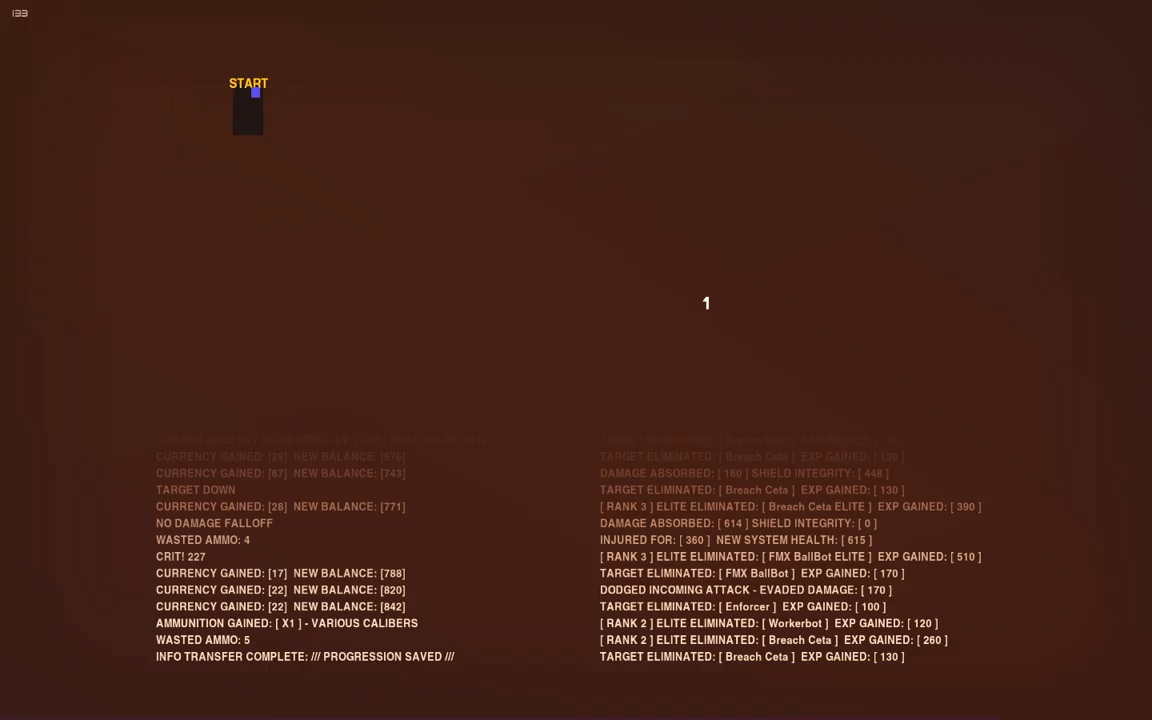 133
START
1
CURRENCY GAINED: [28] NEW BALANCE: [676]
CURRENCY GAINED: [67] NEW BALANCE: [743]
TARGET DOWN
CURRENCY GAINED: [28] NEW BALANCE: [771]
NO DAMAGE FALLOFF
WASTED AMMO: 4
CRIT! 227
CURRENCY GAINED: [17] NEW BALANCE: [788]
CURRENCY GAINED: [22] NEW BALANCE: [820]
CURRENCY GAINED: [22] NEW BALANCE: [842]
AMMUNITION GAINED: [ X1 ] - VARIOUS CALIBERS
WASTED AMMO: 5
INFO TRANSFER COMPLETE: /// PROGRESSION SAVED ///
TARGET ELIMINATED: [ Breach Ceta ] EXP GAINED: [ 130 ]
DAMAGE ABSORBED: [ 160 ] SHIELD INTEGRITY: [ 448 ]
TARGET ELIMINATED: [ Breach Ceta ] EXP GAINED: [ 130 ]
[ RANK 3 ] ELITE ELIMINATED: [ Breach Ceta ELITE ] EXP GAINED: [ 390 ]
DAMAGE ABSORBED: [ 614 ] SHIELD INTEGRITY: [ 0 ]
INJURED FOR: [ 360 ] NEW SYSTEM HEALTH: [ 615 ]
[ RANK 3 ] ELITE ELIMINATED: [ FMX BallBot ELITE ] EXP GAINED: [ 510 ]
TARGET ELIMINATED: [ FMX BallBot ] EXP GAINED: [ 170 ]
DODGED INCOMING ATTACK - EVADED DAMAGE: [ 170 ]
TARGET ELIMINATED: [ Enforcer ] EXP GAINED: [ 100 ]
[ RANK 2 ] ELITE ELIMINATED: [ Workerbot ] EXP GAINED: [ 120 ]
[ RANK 2 ] ELITE ELIMINATED: [ Breach Ceta ] EXP GAINED: [ 260 ]
TARGET ELIMINATED: [ Breach Ceta ] EXP GAINED: [ 130 ]